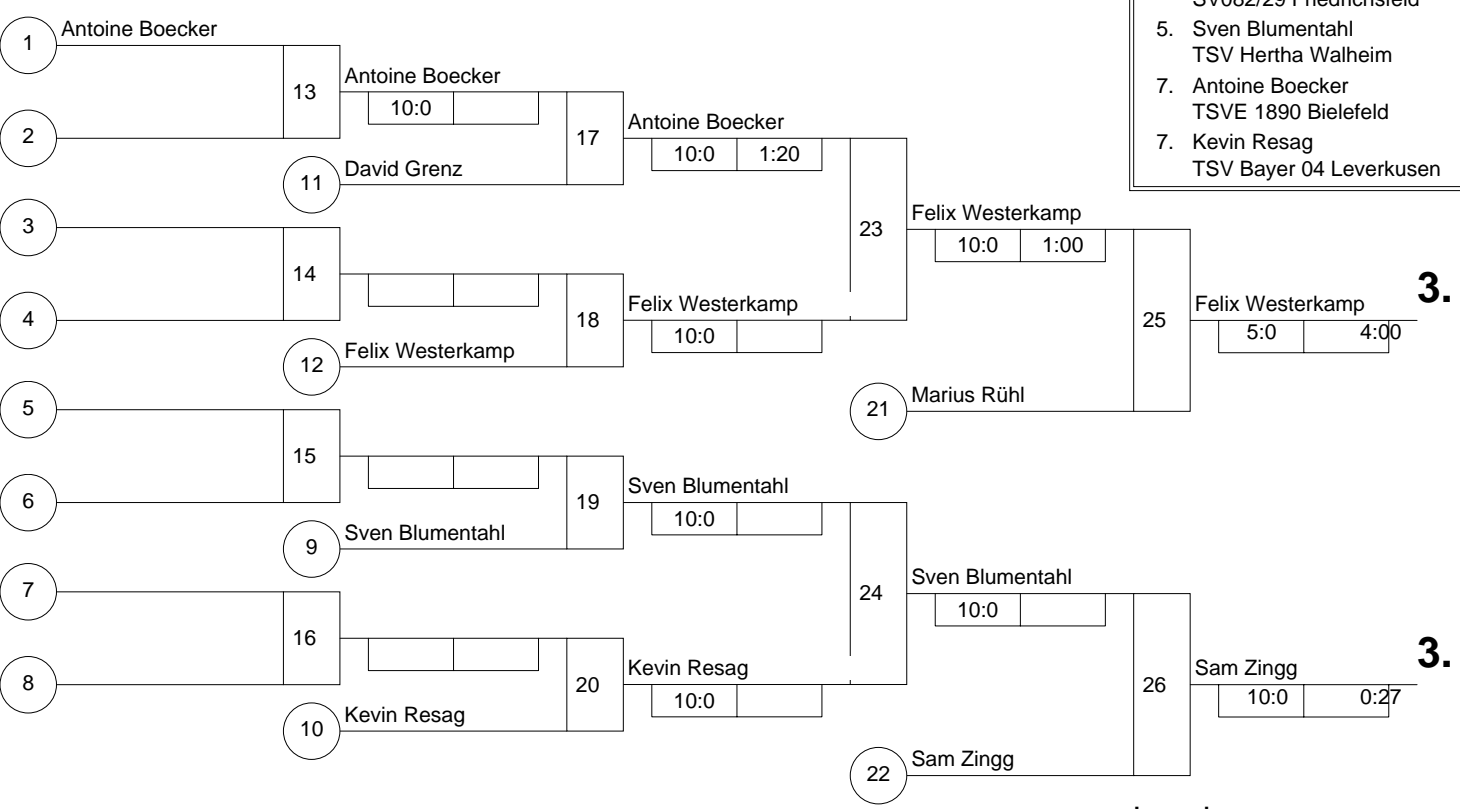 SV082/29 Friedrichsfeld
5. Sven Blumentahl
TSV Hertha Walheim
7. Antoine Boecker
TSVE 1890 Bielefeld
7. Kevin Resag
TSV Bayer 04 Leverkusen
1 Antoine Boecker
13
Antoine Boecker
10:0
2
17
Antoine Boecker
10:0 1:20
11 David Grenz
3
23
Felix Westerkamp
10:0 1:00
14
4
18
Felix Westerkamp
10:0
12 Felix Westerkamp
25
Felix Westerkamp 3.
5:0 4:00
21 Marius Rühl
5
15
6
19
Sven Blumentahl
10:0
9 Sven Blumentahl
7
24
Sven Blumentahl
10:0
16
8
20
Kevin Resag
10:0
10 Kevin Resag
26
Sam Zingg 3.
10:0 0:27
22 Sam Zingg